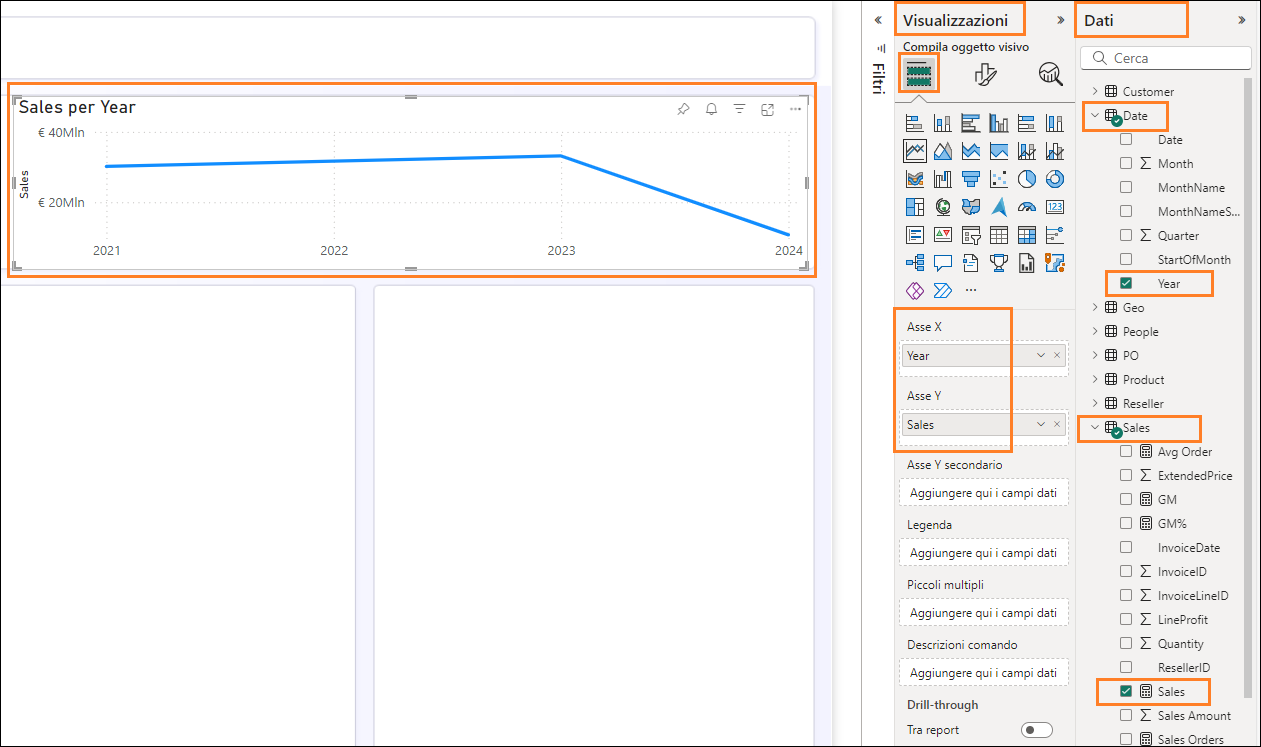 Sales per Year
€ 40Mln
€ 20Mln
Sales
2021
2022
2023
2024
Filtri
Visualizzazioni
Compila oggetto visivo
123
Asse X
Year
Asse Y
Sales
Asse Y secondario
Aggiungere qui i campi dati
Legenda
Aggiungere qui i campi dati
Piccoli multipli
Aggiungere qui i campi dati
Descrizioni comando
Aggiungere qui i campi dati
Drill-through
Tra report
Dati
Cerca
Customer
Date
Date
Month
MonthName
MonthNameS...
Quarter
StartOfMonth
Year
Geo
People
PO
Product
Reseller
Sales
Avg Order
ExtendedPrice
GM
GM%
InvoiceDate
InvoiceID
InvoiceLineID
LineProfit
Quantity
ResellerID
Sales
Sales Amount
Sales Orders